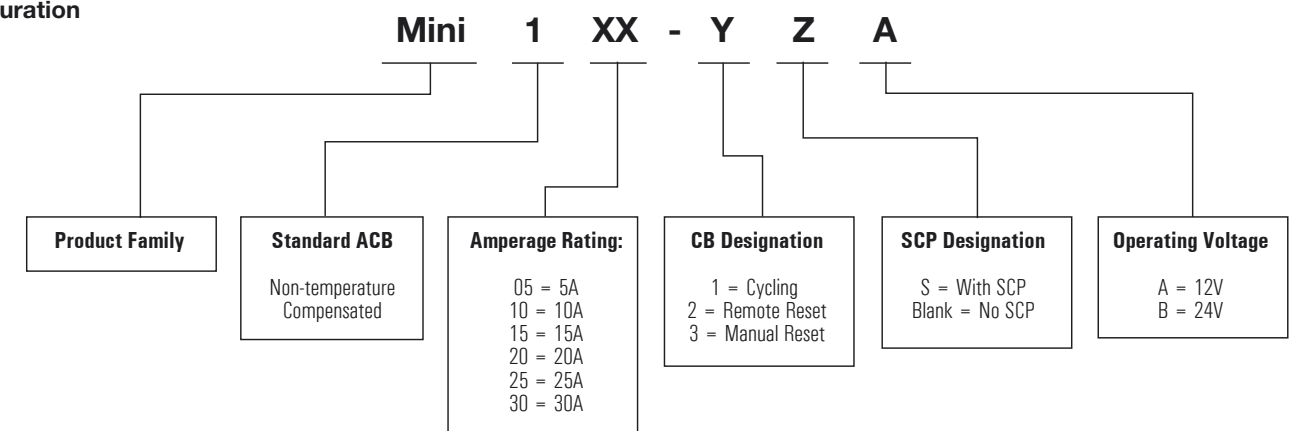 uration
Mini 1 XX - Y Z A
Product Family
Standard ACB
Non-temperature
Compensated
Amperage Rating:
05 = 5A
10 = 10A
15 = 15A
20 = 20A
25 = 25A
30 = 30A
CB Designation
1 = Cycling
2 = Remote Reset
3 = Manual Reset
SCP Designation
S = With SCP
Blank = No SCP
Operating Voltage
A = 12V
B = 24V